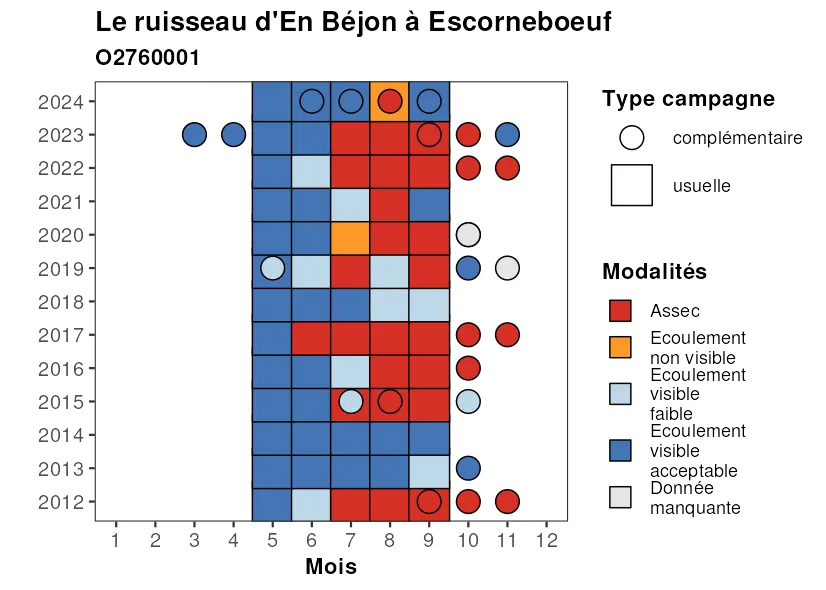 Le ruisseau d'En Béjon à Escorneboeuf
O2760001
2024
2023
2022
2021
2020
2019
2018
2017
2016
2015
2014
2013
2012
1 2 3 4 5 6 7 8 9 10 11 12
Mois
Type campagne
complémentaire
usuelle
Modalités
Assec
Ecoulement
non visible
Ecoulement
visible
faible
Ecoulement
visible
acceptable
Donnée
manquante